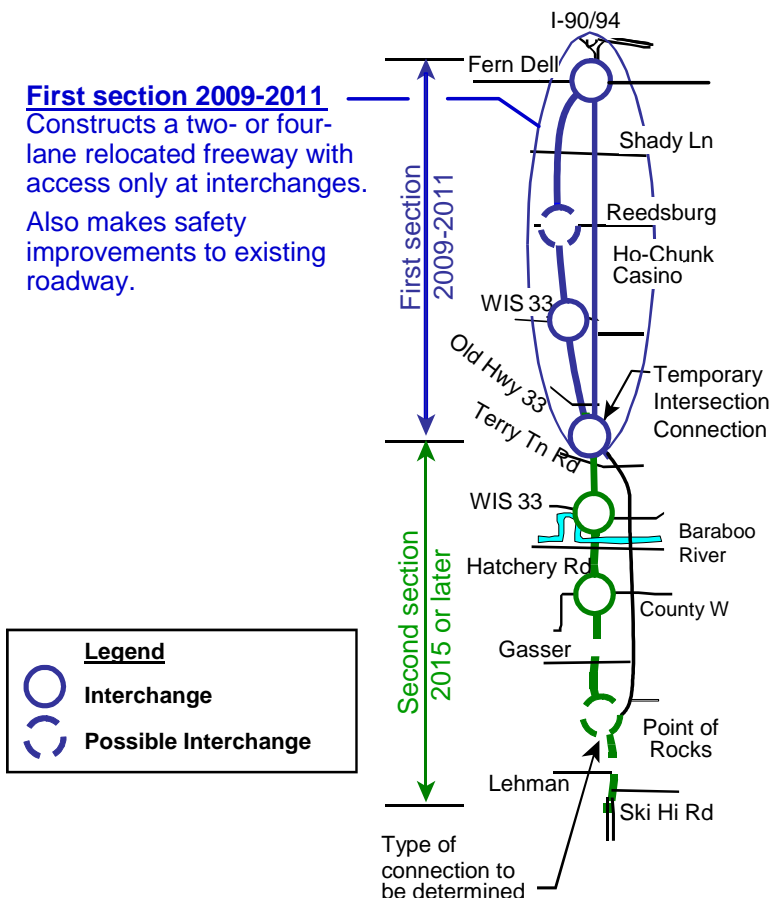 I-90/94
Fern Dell
First section 2009-2011
Constructs a two- or four-
lane relocated freeway with
access only at interchanges.
Also makes safety
improvements to existing
roadway.
First section
2009-2011
Shady Ln
Reedsburg
Ho-Chunk
Casino
WIS 33
Old Hwy 33
Temporary
Intersection
Connection
Terry Tn Rd
Second section
2015 or later
WIS 33
Baraboo
River
Hatchery Rd
County W
Gasser
Legend
Interchange
Possible Interchange
Point of
Rocks
Lehman
Ski Hi Rd
Type of
connection to
be determined